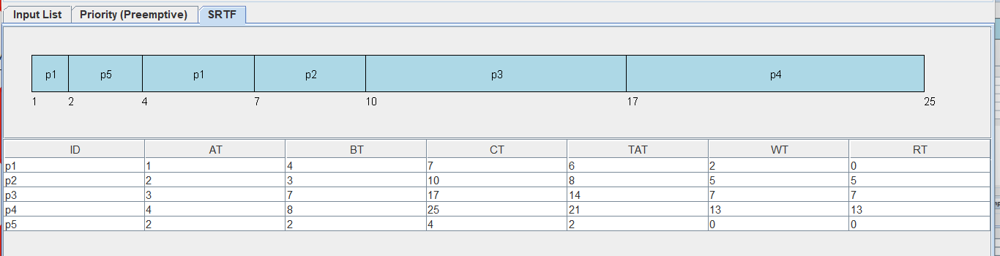 Input List Priority (Preemptive) SRTF
p1 p5 p1 p2 p3 p4
1 2 4 7 10 17 25
ID AT BT CT TAT WT RT
p1 1 4 7 6 2 0
p2 2 3 10 8 5 5
p3 3 7 17 14 7 7
p4 4 8 25 21 13 13
p5 2 2 4 2 0 0